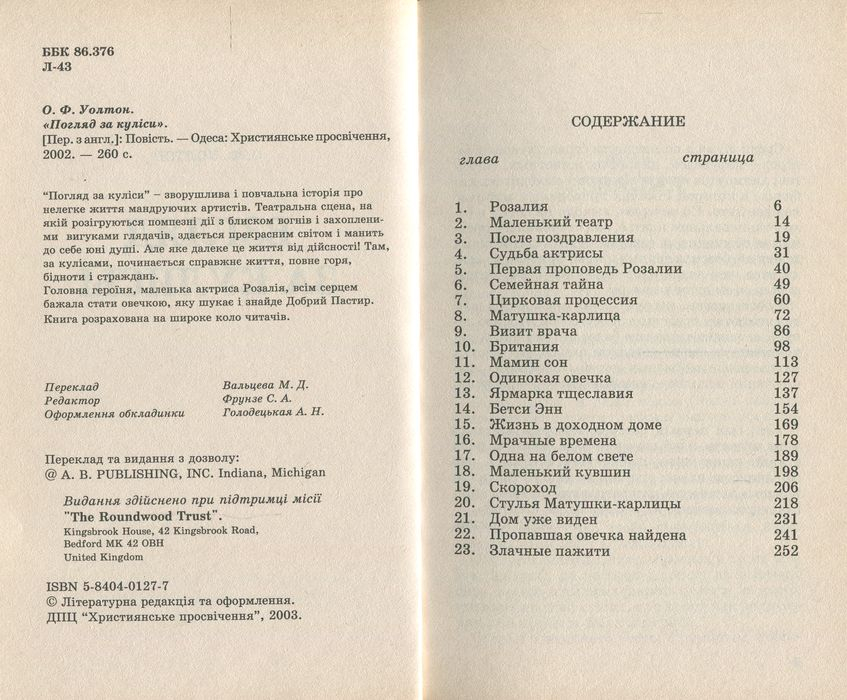 ББК 86.376
Л-43
О. Ф. Уолтон.
«Погляд за куліси».
[Пер. з англ.]: Повість. — Одеса: Християнське просвічення,
2002. — 260 с.
“Погляд за куліси” – зворушлива і повчальна історія про
нелегке життя мандруючих артистів. Театральна сцена, на
якій розігруються помпезні дії з блиском вогнів і захоплени-
ми вигуками глядачів, здається прекрасним світом і манить
до себе юні душі. Але яке далеке це життя від дійсності! Там,
за кулісами, починається справжнє життя, повне горя,
бідноти і страждань.
Головна героїня, маленька актриса Розалія, всім серцем
бажала стати овечкою, яку шукає і знайде Добрий Пастир.
Книга розрахована на широке коло читачів.
Переклад Вальцева М. Д.
Редактор Фрунзе С. А.
Оформлення обкладинки Голодецькая А. Н.
Переклад та видання з дозволу:
@ A. B. PUBLISHING, INC. Indiana, Michigan
Видання здійснено при підтримці місії
"The Roundwood Trust".
Kingsbrook House, 42 Kingsbrook Road,
Bedford MK 42 OBH
United Kingdom
ISBN 5-8404-0127-7
© Літературна редакція та оформлення.
ДПЦ “Християнське просвічення”, 2003.
СОДЕРЖАНИЕ
глава страница
1. Розалия 6
2. Маленький театр 14
3. После поздравления 19
4. Судьба актрисы 31
5. Первая проповедь Розалии 40
6. Семейная тайна 49
7. Цирковая процессия 60
8. Матушка-карлица 72
9. Визит врача 86
10. Британия 98
11. Мамин сон 113
12. Одинокая овечка 127
13. Ярмарка тщеславия 137
14. Бетси Энн 154
15. Жизнь в доходном доме 169
16. Мрачные времена 178
17. Одна на белом свете 189
18. Маленький кувшин 198
19. Скороход 206
20. Стулья Матушки-карлицы 218
21. Дом уже виден 231
22. Пропавшая овечка найдена 241
23. Злачные пажити 252